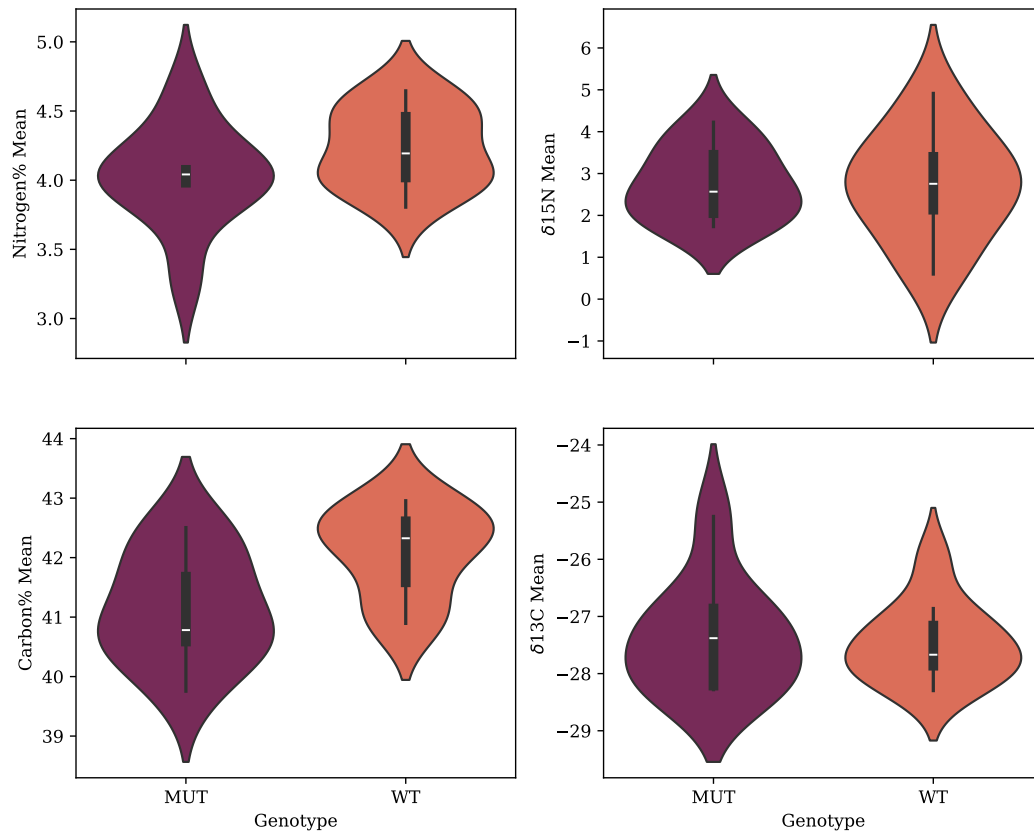 Nitrogen% Mean
5.0
4.5
4.0
3.5
3.0
δ15N Mean
6
5
4
3
2
1
0
−1
Carbon% Mean
44
43
42
41
40
39
MUT
WT
Genotype
δ13C Mean
−24
−25
−26
−27
−28
−29
MUT
WT
Genotype